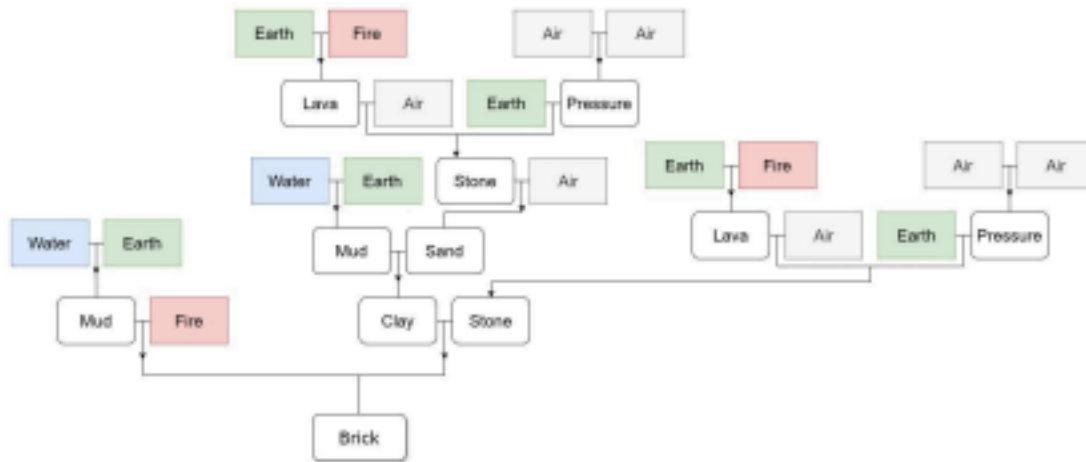 Earth Fire Air Air
Lava Air Earth Pressure
Earth Fire Air Air
Water Earth Stone Air
Water Earth Mud Sand Lava Air Earth Pressure
Mud Fire Clay Stone
Brick